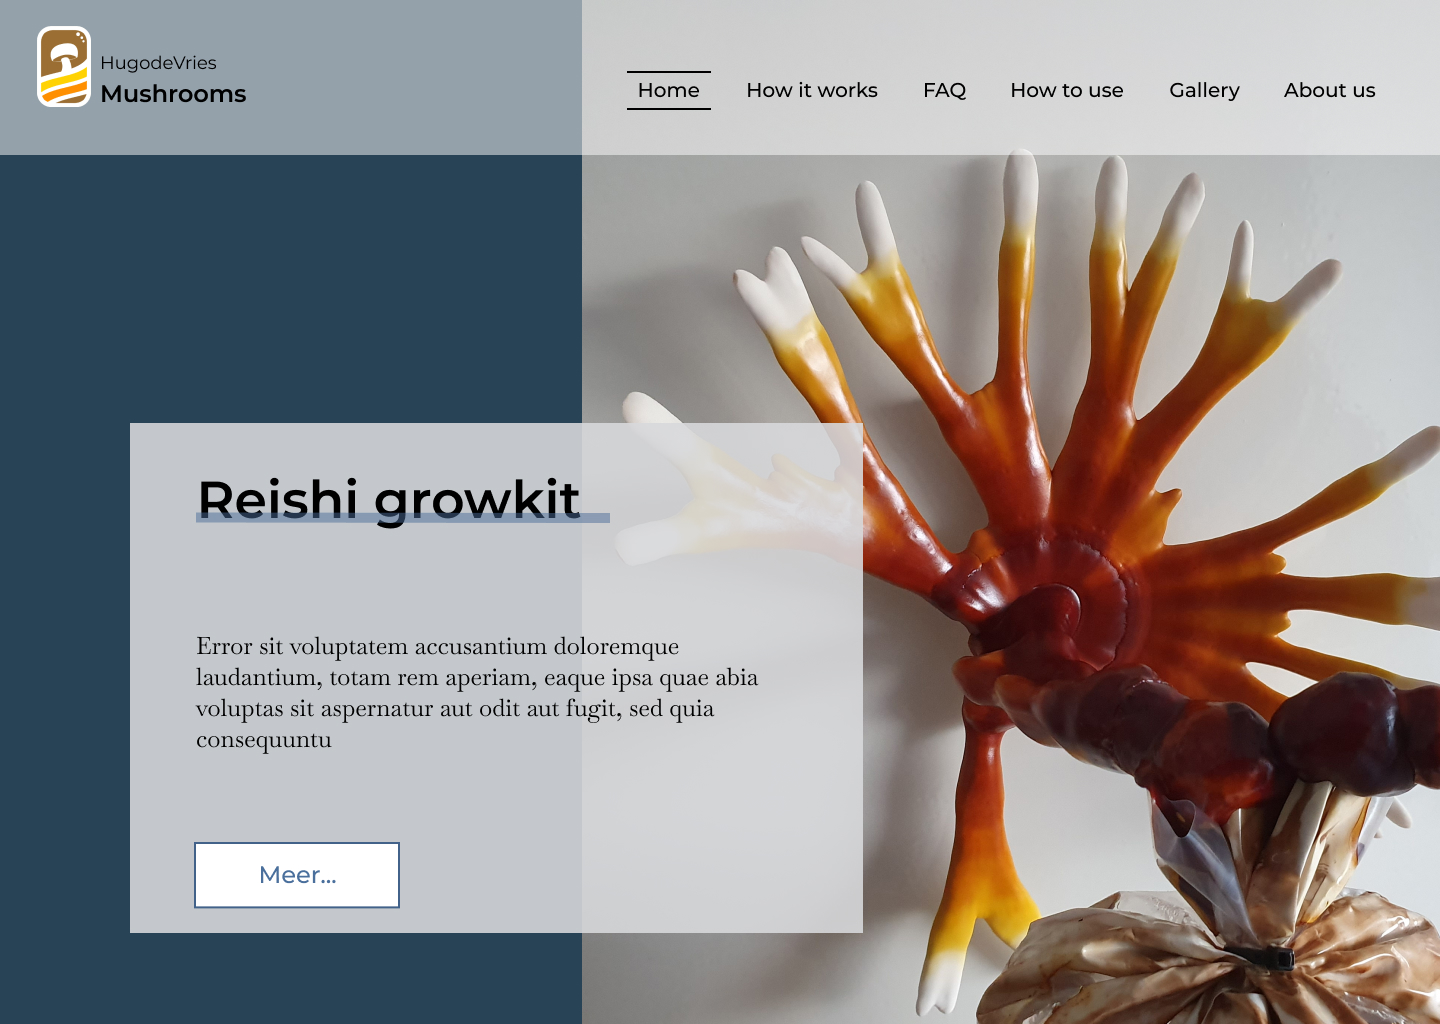 HugodeVries
Mushrooms
Home How it works FAQ How to use Gallery About us
Reishi growkit
Error sit voluptatem accusantium doloremque
laudantium, totam rem aperiam, eaque ipsa quae abia
voluptas sit aspernatur aut odit aut fugit, sed quia
consequuntu
Meer...